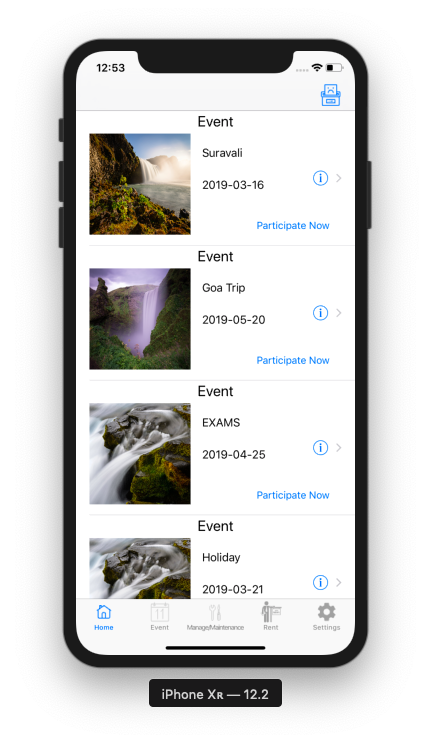 12:53
Event
Suravali
2019-03-16
Participate Now
Event
Goa Trip
2019-05-20
Participate Now
Event
EXAMS
2019-04-25
Participate Now
Event
Holiday
2019-03-21
Home
Event
Manage/Maintenance
Rent
Settings
iPhone Xʀ — 12.2